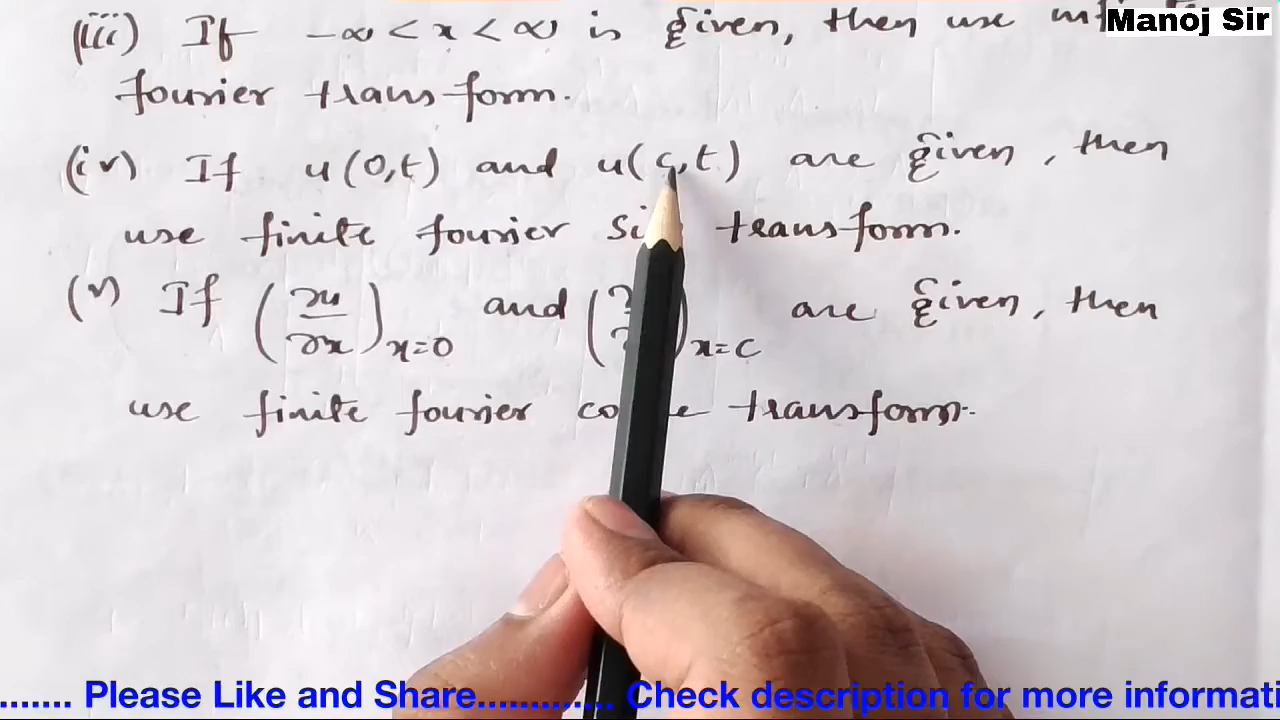 Manoj Sir
(iii) If -∞ < x < ∞ is given, then use
fourier transform.
(iv) If u(0,t) and u(c,t) are given, then
use finite fourier transform.
(v) If (∂u/∂x)x=0 and x=c are given, then
use finite fourier transform.
....... Please Like and Share............. Check description for more informati